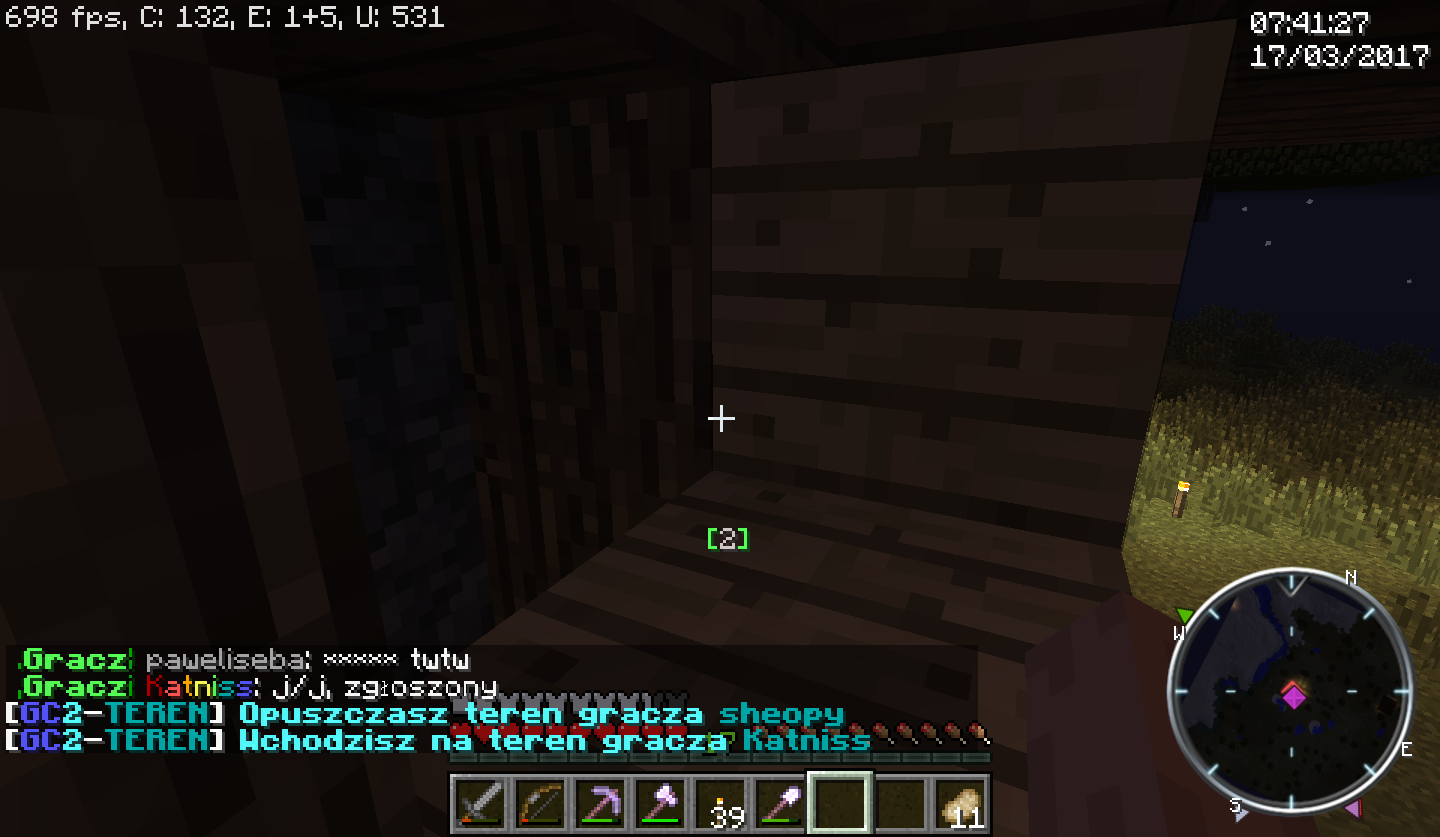 698 fps, C: 132, E: 1+5, U: 531
07:41:27
17/03/2017
[2]
N
W
E
S
[Gracz] paweliseba: ***** twtw
[Gracz] Katniss: j/j, zgłoszony
[GC2-TEREN] Opuszczasz teren gracza sheopy
[GC2-TEREN] Wchodzisz na teren gracza Katniss
39
11